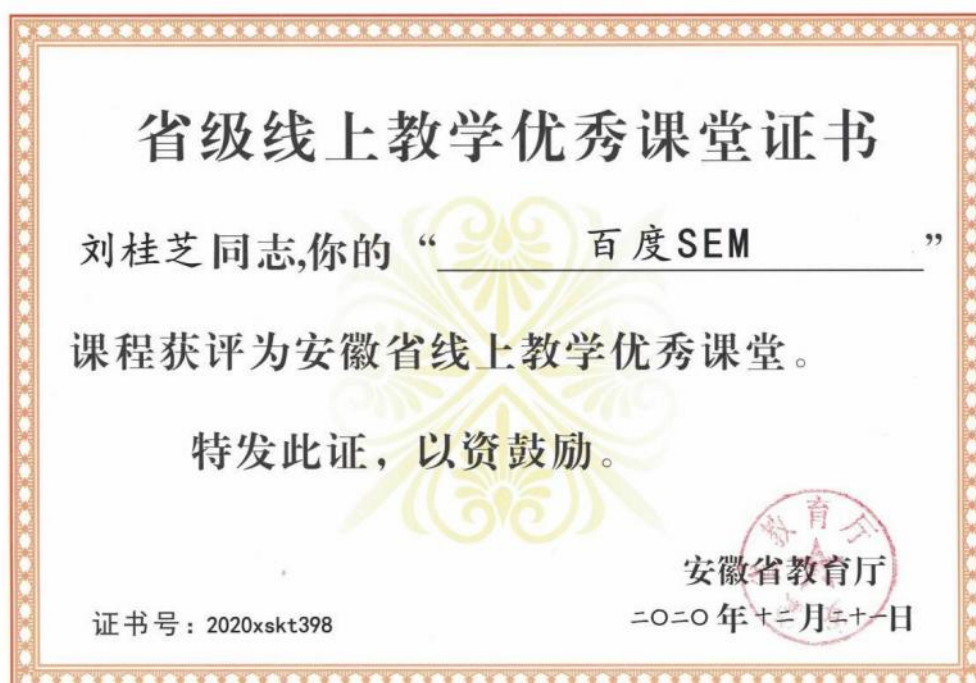 省级线上教学优秀课堂证书
刘桂芝同志,你的“百度SEM”
课程获评为安徽省线上教学优秀课堂。
特发此证，以资鼓励。
教育厅
安徽省教育厅
证书号：2020xskt398
二〇二〇年十二月二十一日